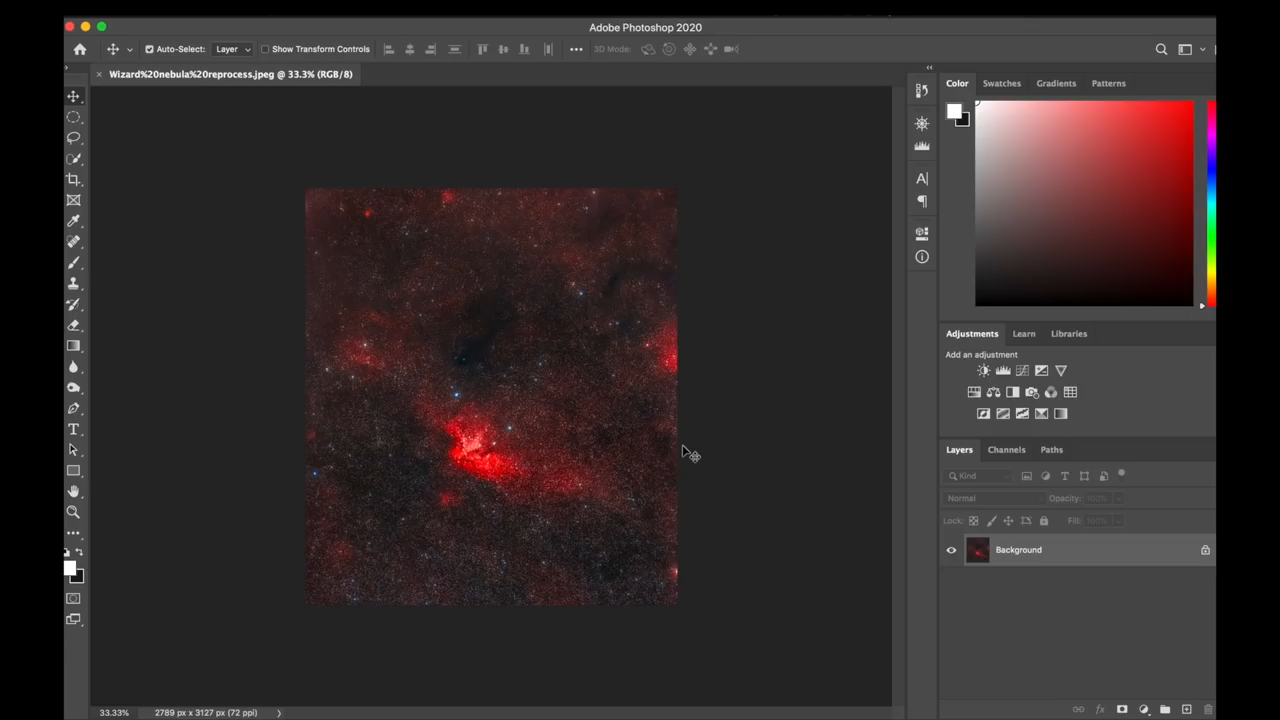 Adobe Photoshop 2020
Auto-Select: Layer Show Transform Controls 3D Mode:
Wizard%20nebula%20reprocess.jpeg @ 33.3% (RGB/8)
Color Swatches Gradients Patterns
Adjustments Learn Libraries
Add an adjustment
Layers Channels Paths
Kind
Normal Opacity: 100%
Lock: Fill: 100%
Background
33.33% 2789 px x 3127 px (72 ppi)